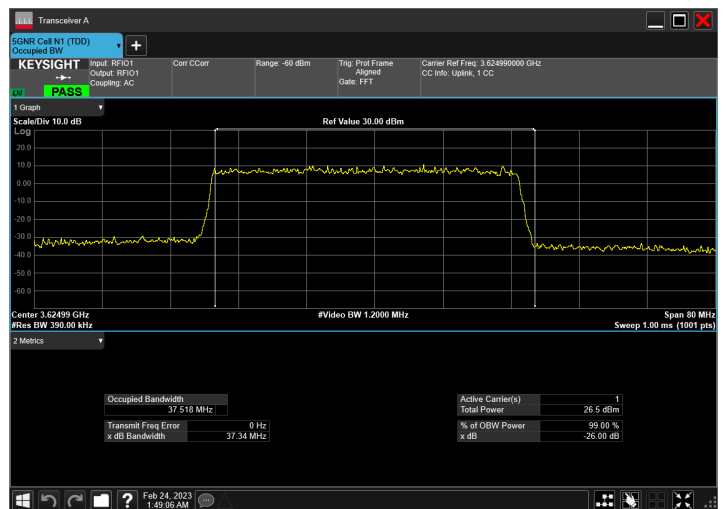 Transceiver A
5GNR Cell N1 (TDD)
Occupied BW
KEYSIGHT
LXI
PASS
Input: RFIO1
Output: RFIO1
Coupling: AC
Corr CCorr
Range: -60 dBm
Trig: Prot Frame
Aligned
Gate: FFT
Carrier Ref Freq: 3.624990000 GHz
CC Info: Uplink, 1 CC
1 Graph
Scale/Div 10.0 dB
Ref Value 30.00 dBm
Log
20.0
10.0
0.00
-10.0
-20.0
-30.0
-40.0
-50.0
-60.0
Center 3.62499 GHz
#Video BW 1.2000 MHz
Span 80 MHz
#Res BW 390.00 kHz
Sweep 1.00 ms (1001 pts)
2 Metrics
Occupied Bandwidth
37.518 MHz
Transmit Freq Error 0 Hz
x dB Bandwidth 37.34 MHz
Active Carrier(s) 1
Total Power 26.5 dBm
% of OBW Power 99.00 %
x dB -26.00 dB
Feb 24, 2023
1:49:06 AM